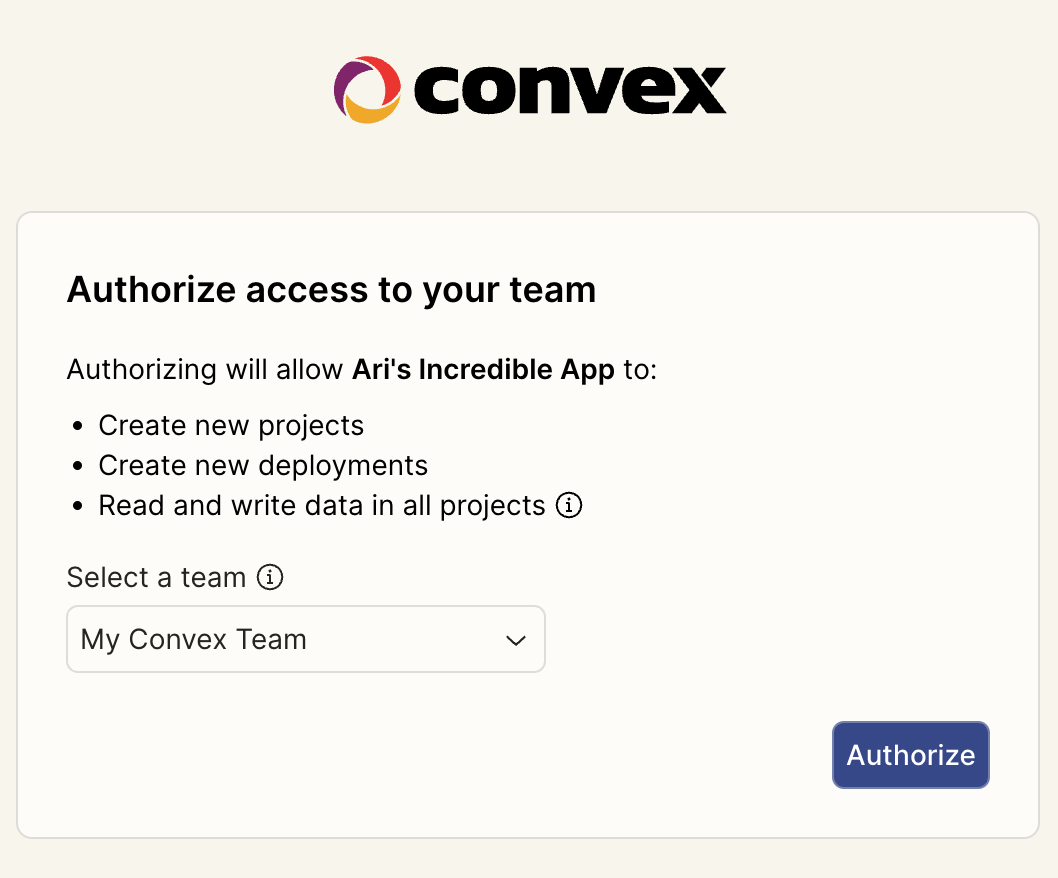 convex
Authorize access to your team
Authorizing will allow Ari's Incredible App to:
• Create new projects
• Create new deployments
• Read and write data in all projects
Select a team
My Convex Team
Authorize